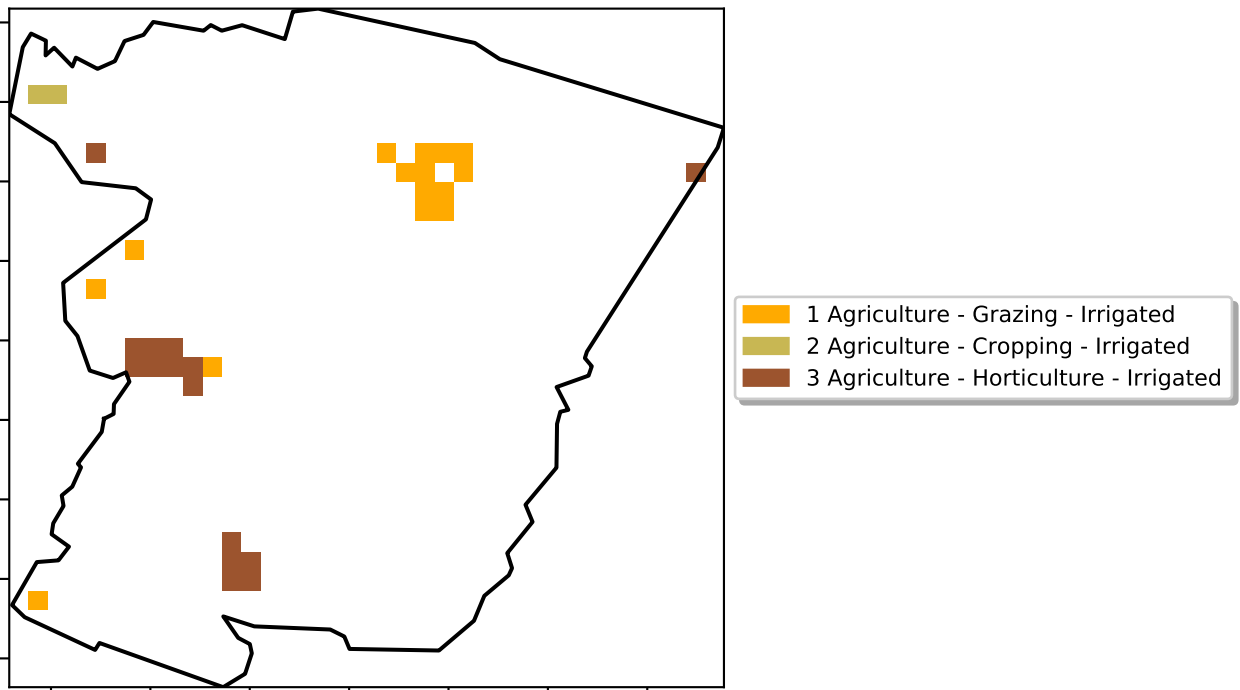 1 Agriculture - Grazing - Irrigated
2 Agriculture - Cropping - Irrigated
3 Agriculture - Horticulture - Irrigated